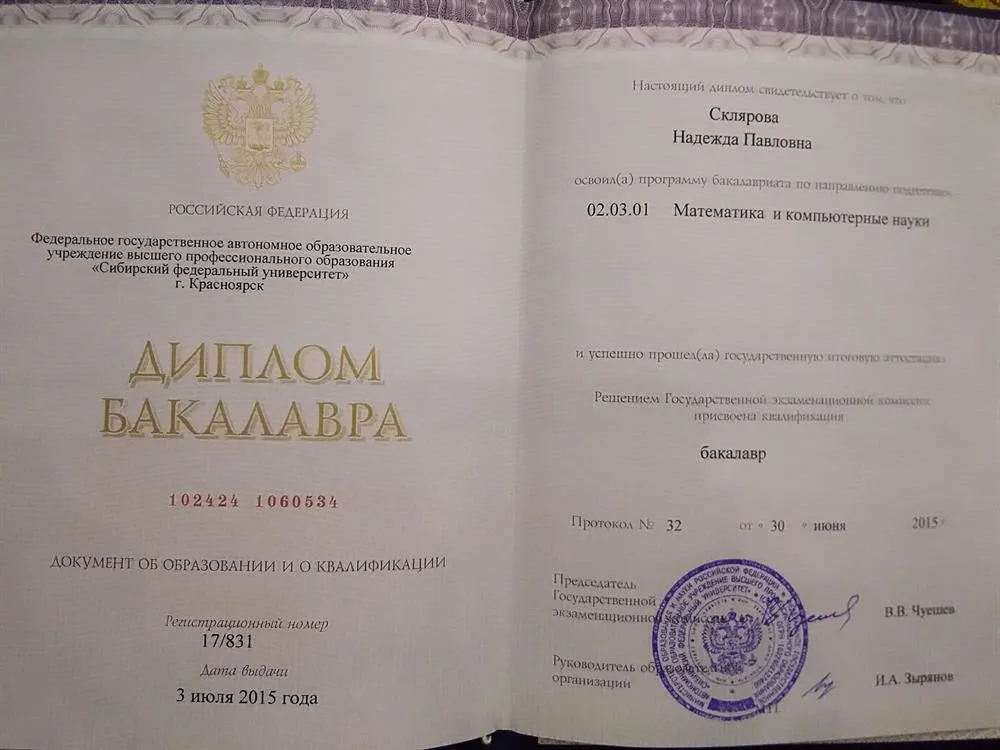 РОССИЙСКАЯ ФЕДЕРАЦИЯ
Федеральное государственное автономное образовательное
учреждение высшего профессионального образования
«Сибирский федеральный университет»
г. Красноярск
ДИПЛОМ
БАКАЛАВРА
102424 1060534
ДОКУМЕНТ ОБ ОБРАЗОВАНИИ И О КВАЛИФИКАЦИИ
Регистрационный номер
17/831
Дата выдачи
3 июля 2015 года
Настоящий диплом свидетельствует о том, что
Склярова
Надежда Павловна
освоил(а) программу бакалавриата по направлению подготовки
02.03.01 Математика и компьютерные науки
и успешно прошел(ла) государственную итоговую аттестацию
Решением Государственной экзаменационной комиссии
присвоена квалификация
бакалавр
Протокол № 32 от « 30 » июня 2015 г
Председатель
Государственной
экзаменационной комиссии
В.В. Чуешев
Руководитель образовательной
организации
И.А. Зырянов
М.П.